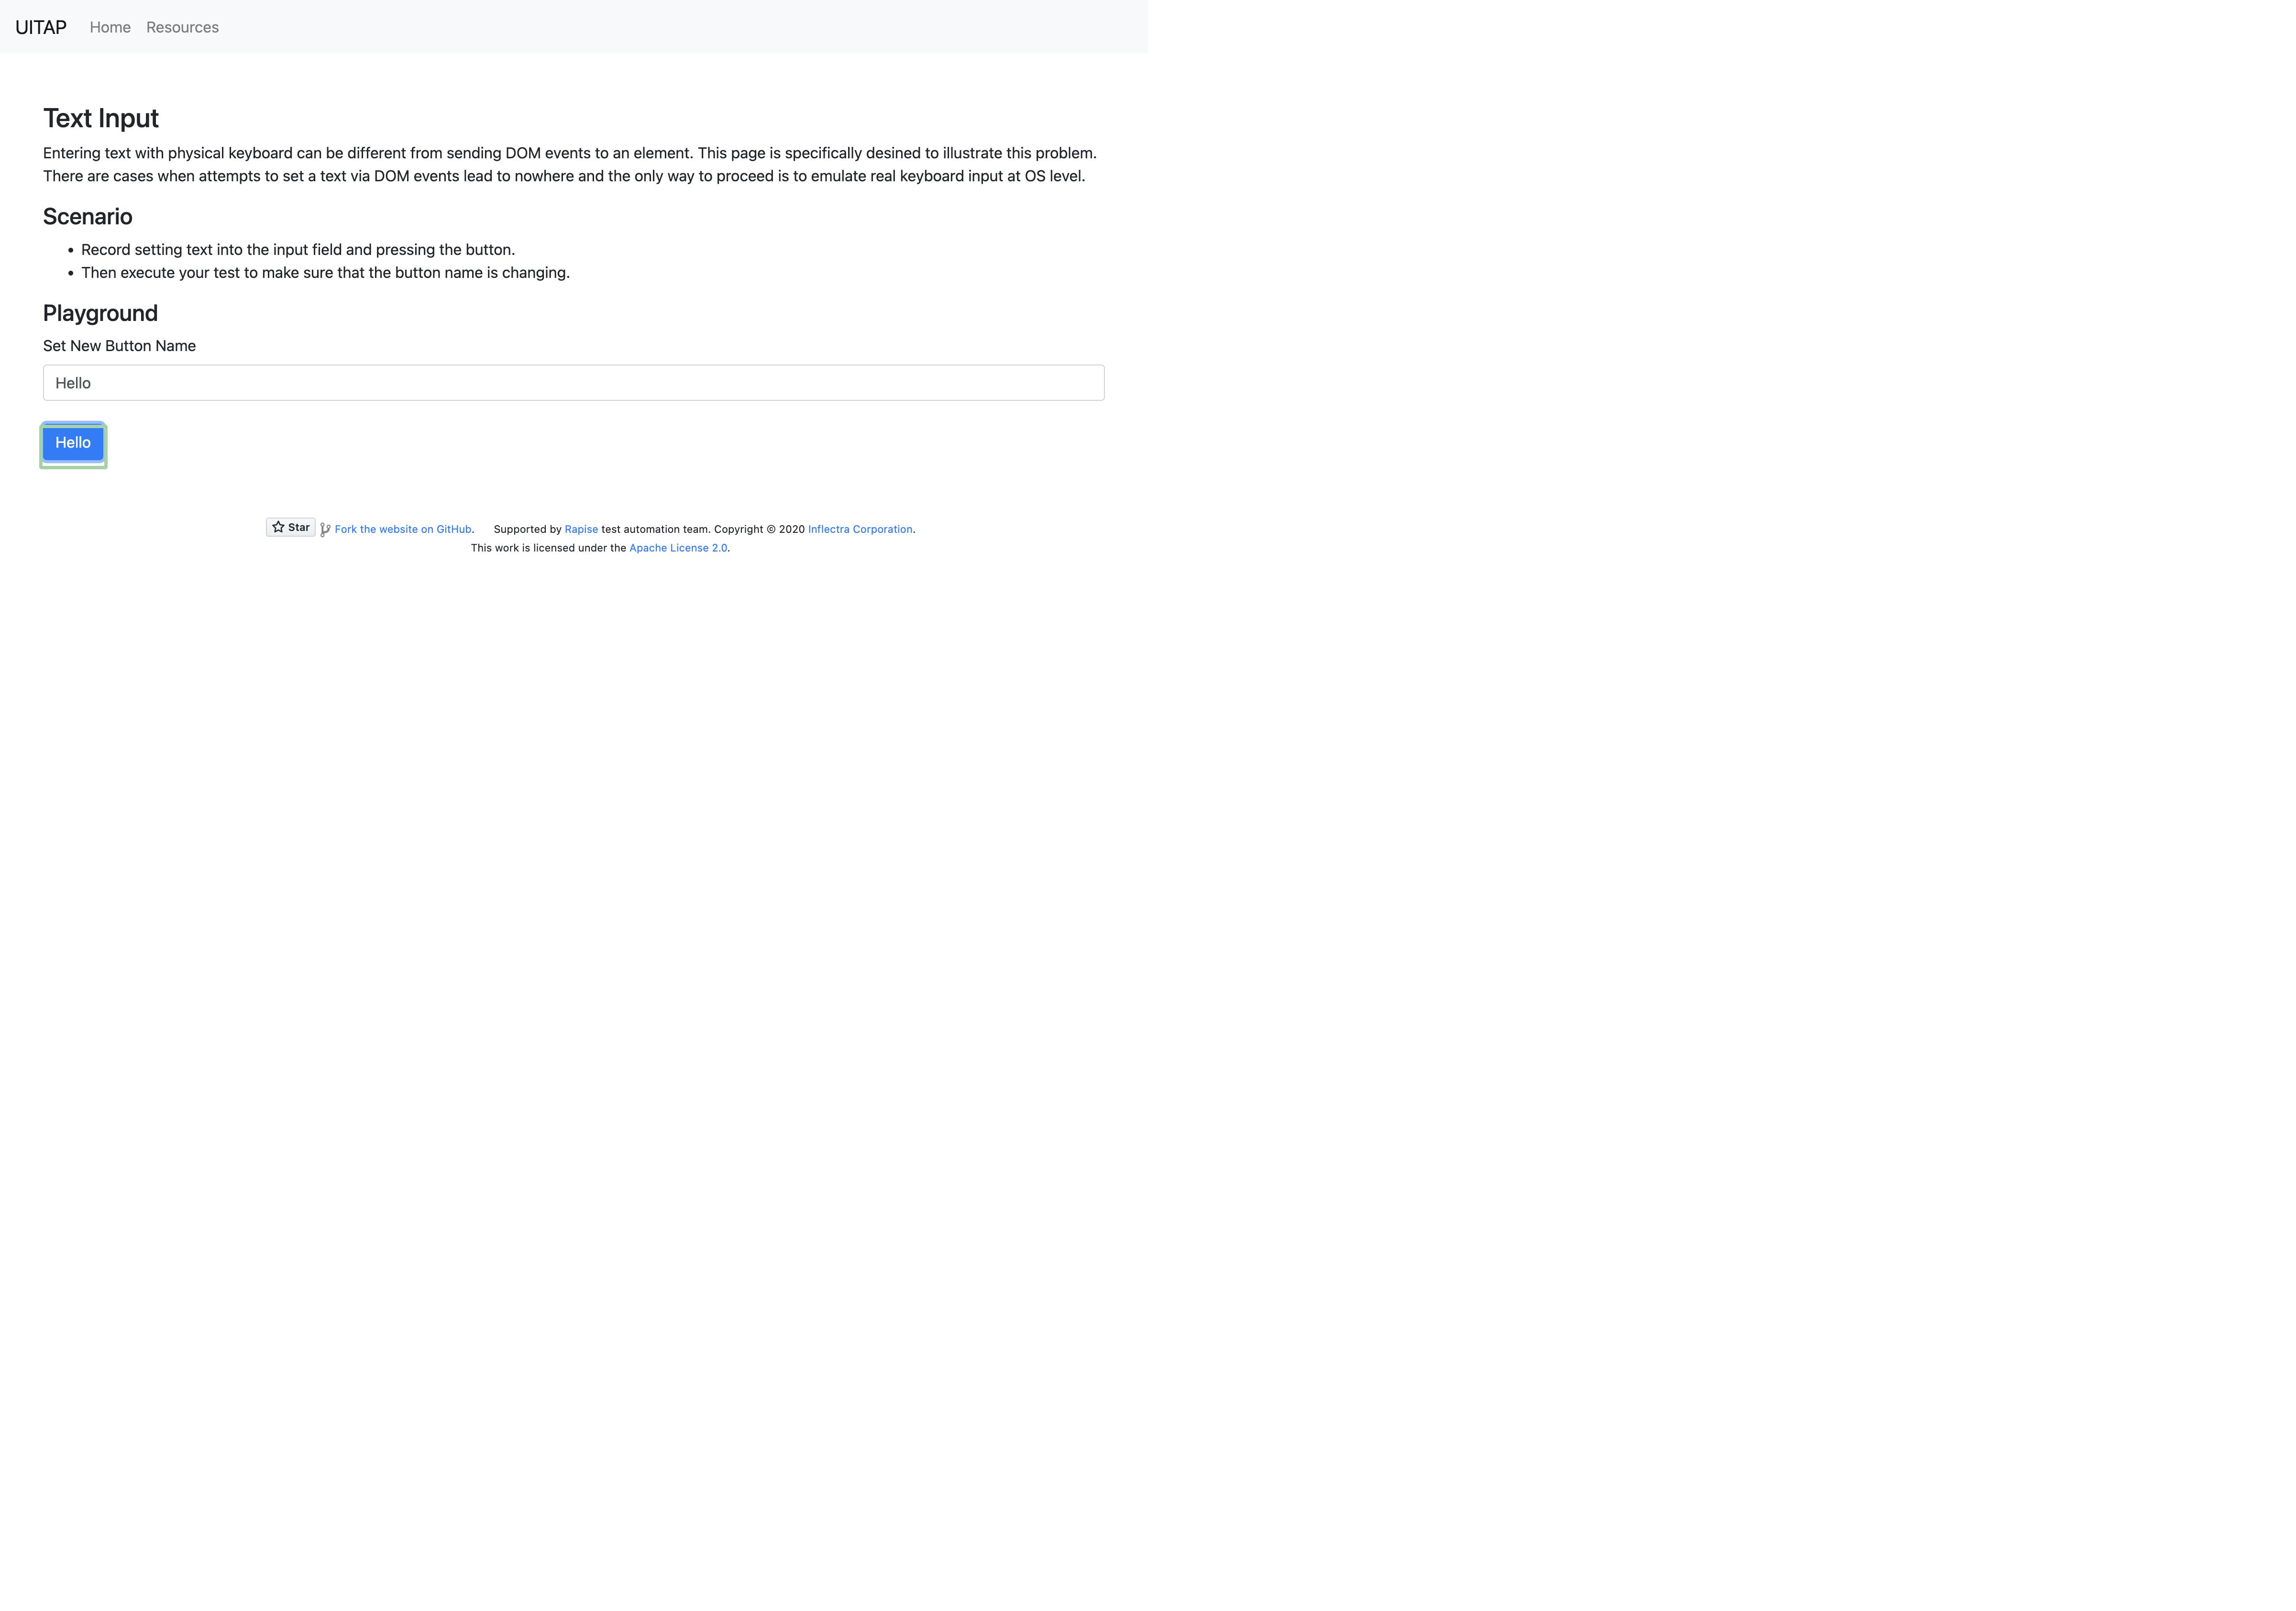 UITAP Home Resources
Text Input
Entering text with physical keyboard can be different from sending DOM events to an element. This page is specifically desined to illustrate this problem.
There are cases when attempts to set a text via DOM events lead to nowhere and the only way to proceed is to emulate real keyboard input at OS level.
Scenario
• Record setting text into the input field and pressing the button.
• Then execute your test to make sure that the button name is changing.
Playground
Set New Button Name
Hello
Hello
Star Fork the website on GitHub. Supported by Rapise test automation team. Copyright © 2020 Inflectra Corporation.
This work is licensed under the Apache License 2.0.